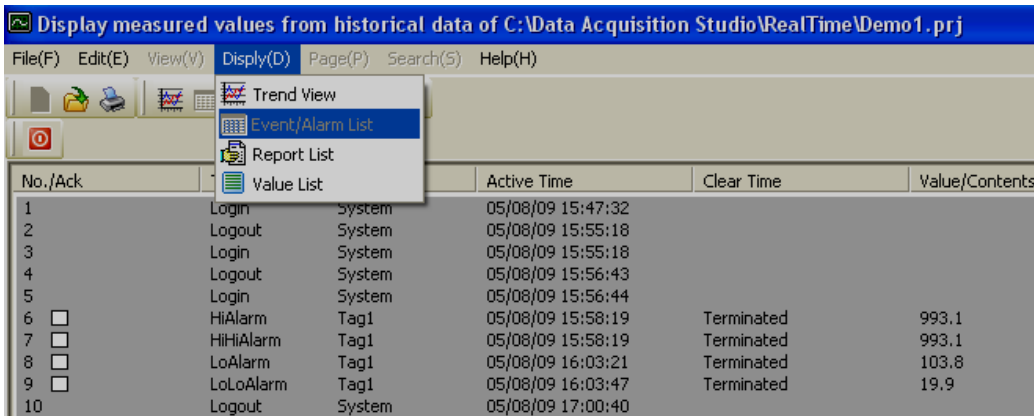 Display measured values from historical data of C:\Data Acquisition Studio\RealTime\Demo1.prj
File(F) Edit(E) View(V) Disply(D) Page(P) Search(S) Help(H)
Trend View
Event/Alarm List
Report List
Value List
No./Ack Active Time Clear Time Value/Contents
1 Login System 05/08/09 15:47:32
2 Logout System 05/08/09 15:55:18
3 Login System 05/08/09 15:55:18
4 Logout System 05/08/09 15:56:43
5 Login System 05/08/09 15:56:44
6 HiAlarm Tag1 05/08/09 15:58:19 Terminated 993.1
7 HiHiAlarm Tag1 05/08/09 15:58:19 Terminated 993.1
8 LoAlarm Tag1 05/08/09 16:03:21 Terminated 103.8
9 LoLoAlarm Tag1 05/08/09 16:03:47 Terminated 19.9
10 Logout System 05/08/09 17:00:40